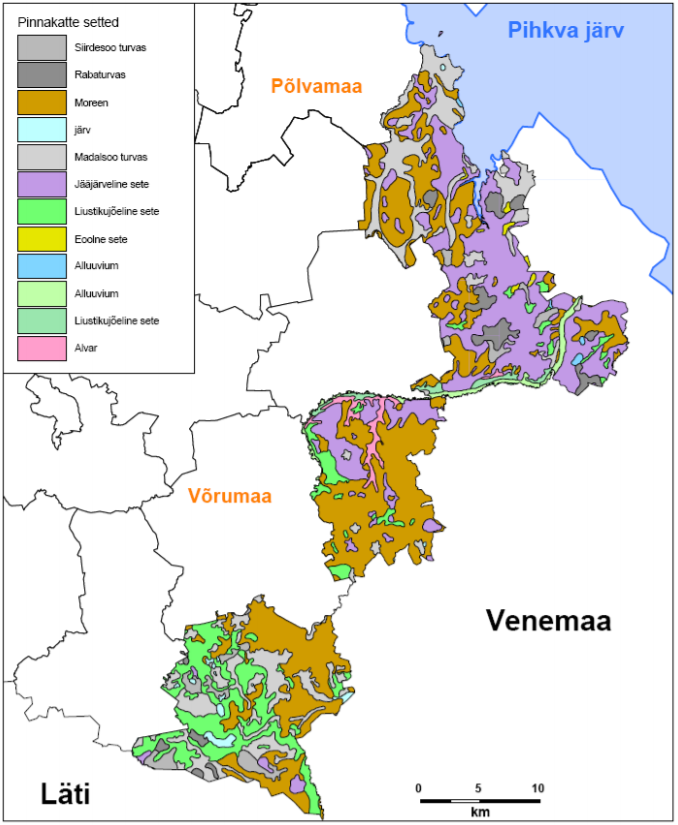 Pinnakatte setted
Siirdesoo turvas
Rabaturvas
Moreen
järv
Madalsoo turvas
Jääjärveline sete
Liustikujõeline sete
Eoolne sete
Alluuvium
Alluuvium
Liustikujõeline sete
Alvar
Pihkva järv
Põlvamaa
Võrumaa
Venemaa
Läti
0 5 10
km